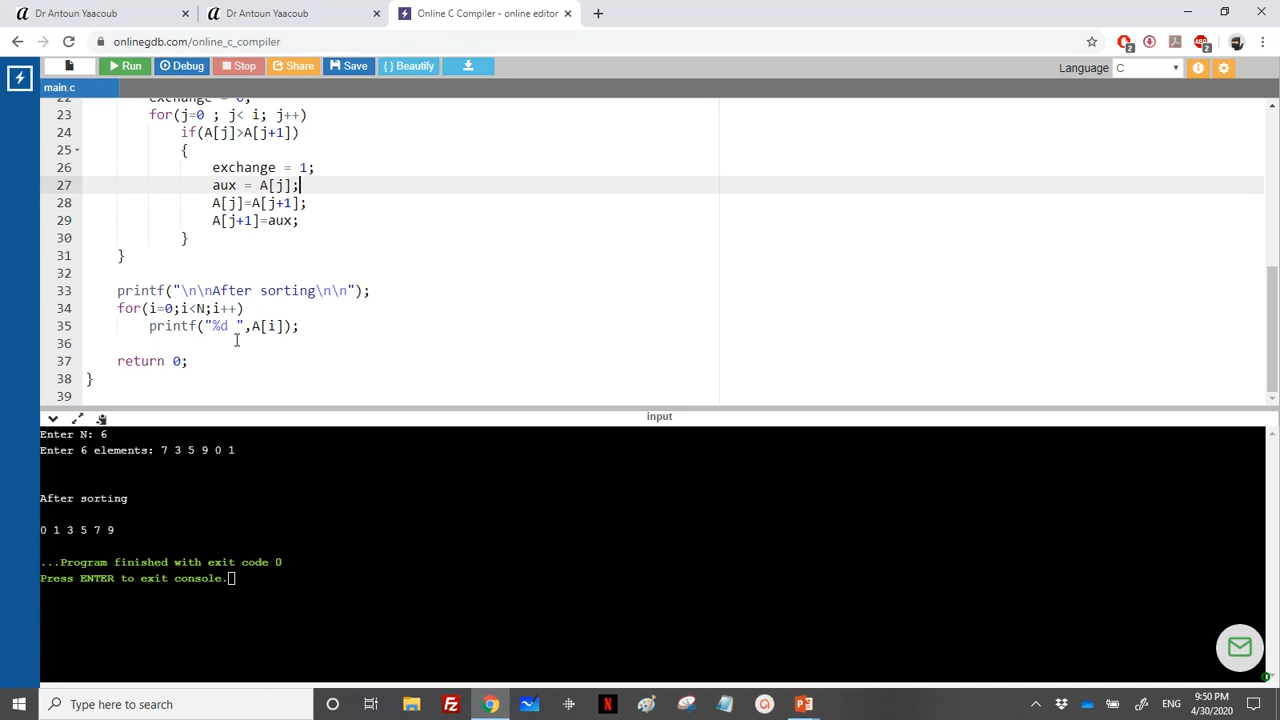 Dr Antoun Yaacoub
Dr Antoun Yaacoub
Online C Compiler - online editor
onlinegdb.com/online_c_compiler
Run
Debug
Stop
Share
Save
{ } Beautify
Language
C
main.c
22 exchange = 0;
23 for(j=0 ; j< i; j++)
24 if(A[j]>A[j+1])
25 {
26 exchange = 1;
27 aux = A[j];
28 A[j]=A[j+1];
29 A[j+1]=aux;
30 }
31 }
32
33 printf("\n\nAfter sorting\n\n");
34 for(i=0;i<N;i++)
35 printf("%d ",A[i]);
36
37 return 0;
38 }
39
input
Enter N: 6
Enter 6 elements: 7 3 5 9 0 1
After sorting
0 1 3 5 7 9
...Program finished with exit code 0
Press ENTER to exit console.
Type here to search
ENG
9:50 PM
4/30/2020